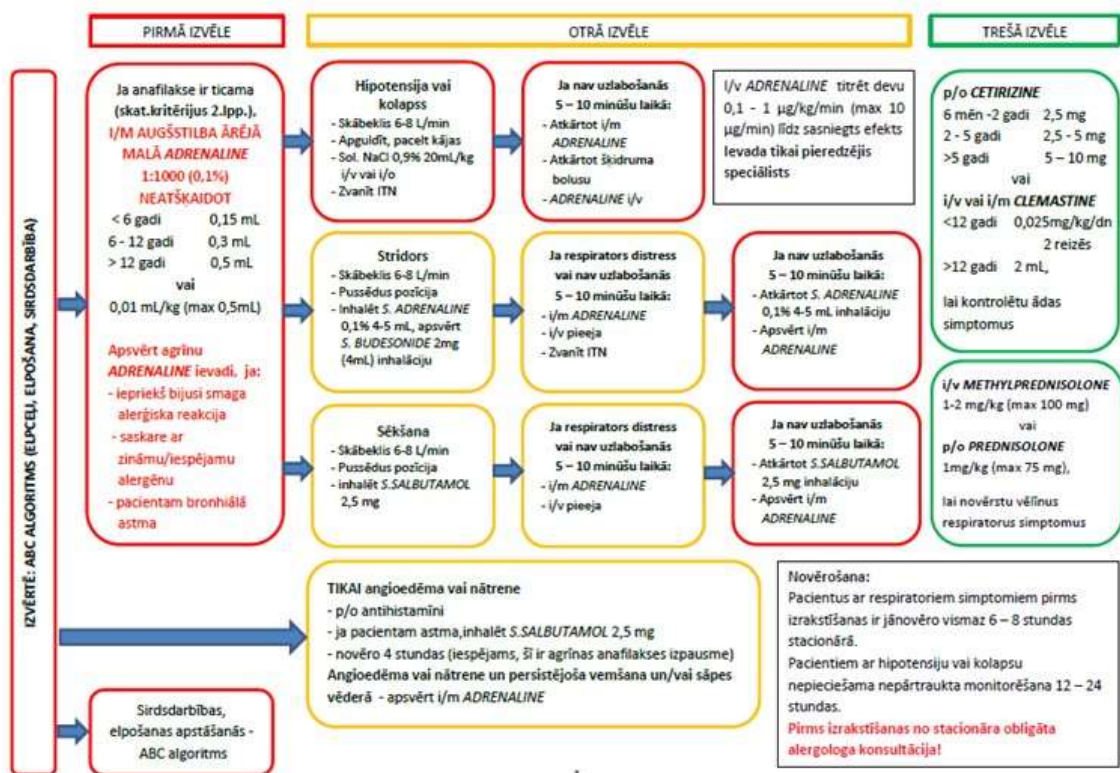 PIRMĀ IZVĒLE
OTRĀ IZVĒLE
TREŠĀ IZVĒLE
IZVĒRTĒ: ABC ALGORITMS (ELPCEĻI, ELPOŠANA, SIRDSDARBĪBA)
Ja anafilakse ir ticama
(skat.kritērijus 2.lpp.),
I/M AUGŠSTILBA ĀRĒJĀ
MALĀ ADRENALINE
1:1000 (0,1%)
NEATŠKAIDOT
< 6 gadi 0,15 mL
6 - 12 gadi 0,3 mL
> 12 gadi 0,5 mL
vai
0,01 mL/kg (max 0,5mL)
Apsvērt agrīnu
ADRENALINE ievadi, ja:
- iepriekš bijusi smaga
alerģiska reakcija
- saskare ar
zināmu/iespējamu
alergēnu
- pacientam bronhiālā
astma
Hipotensija vai
kolapss
- Skābeklis 6-8 L/min
- Apguldīt, pacelt kājas
- Sol. NaCl 0,9% 20mL/kg
i/v vai i/o
- Zvanīt ITN
Ja nav uzlabošanās
5 – 10 minūšu laikā:
- Atkārtot i/m
ADRENALINE
- Atkārtot šķidruma
bolusu
- ADRENALINE i/v
I/v ADRENALINE titrēt devu
0,1 - 1 µg/kg/min (max 10
µg/min) līdz sasniegts efekts
Ievada tikai pieredzējis
speciālists
Stridors
- Skābeklis 6-8 L/min
- Pussēdus pozīcija
- Inhalēt S. ADRENALINE
0,1% 4-5 mL, apsvērt
S. BUDESONIDE 2mg
(4mL) inhalāciju
Ja respirators distress
vai nav uzlabošanās
5 – 10 minūšu laikā:
- i/m ADRENALINE
- i/v pieeja
- Zvanīt ITN
Ja nav uzlabošanās
5 – 10 minūšu laikā:
- Atkārtot S. ADRENALINE
0,1% 4-5 mL inhalāciju
- Apsvērt i/m
ADRENALINE
Sēkšana
- Skābeklis 6-8 L/min
- Pussēdus pozīcija
- inhalēt S.SALBUTAMOL
2,5 mg
Ja respirators distress
vai nav uzlabošanās
5 – 10 minūšu laikā:
- i/m ADRENALINE
- i/v pieeja
Ja nav uzlabošanās
5 – 10 minūšu laikā:
- Atkārtot S.SALBUTAMOL
2,5 mg inhalāciju
- Apsvērt i/m
ADRENALINE
p/o CETIRIZINE
6 mēn -2 gadi 2,5 mg
2 - 5 gadi 2,5 - 5 mg
>5 gadi 5 – 10 mg
vai
i/v vai i/m CLEMASTINE
<12 gadi 0,025mg/kg/dn
2 reizēs
>12 gadi 2 mL,
lai kontrolētu ādas
simptomus
i/v METHYLPREDNISOLONE
1-2 mg/kg (max 100 mg)
vai
p/o PREDNISOLONE
1mg/kg (max 75 mg),
lai novērstu vēlīnus
respiratorus simptomus
TIKAI angioedēma vai nātrene
- p/o antihistamīni
- ja pacientam astma,inhalēt S.SALBUTAMOL 2,5 mg
- novēro 4 stundas (iespējams, šī ir agrīnas anafilakses izpausme)
Angioedēma vai nātrene un persistējoša vemšana un/vai sāpes
vēderā - apsvērt i/m ADRENALINE
Sirdsdarbības,
elpošanas apstāšanās -
ABC algoritms
Novērošana:
Pacientus ar respiratoriem simptomiem pirms
izrakstīšanas ir jānovēro vismaz 6 – 8 stundas
stacionārā.
Pacientiem ar hipotensiju vai kolapsu
nepieciešama nepārtraukta monitorēšana 12 – 24
stundas.
Pirms izrakstīšanas no stacionāra obligāta
alergologa konsultācija!